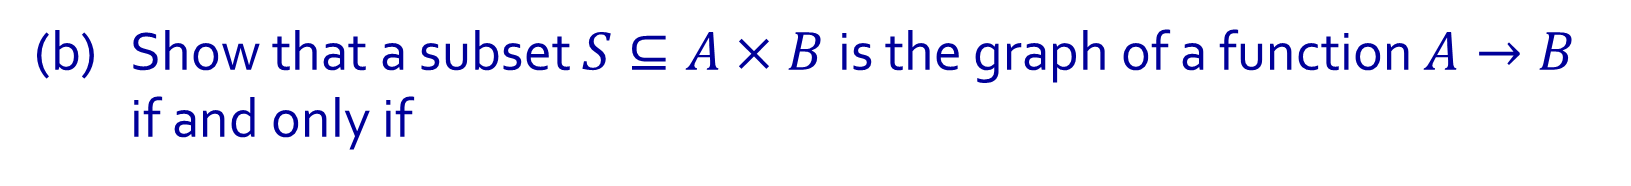 (b) Show that a subset 𝑆 ⊆ 𝐴 × 𝐵 is the graph of a function 𝐴 → 𝐵
if and only if